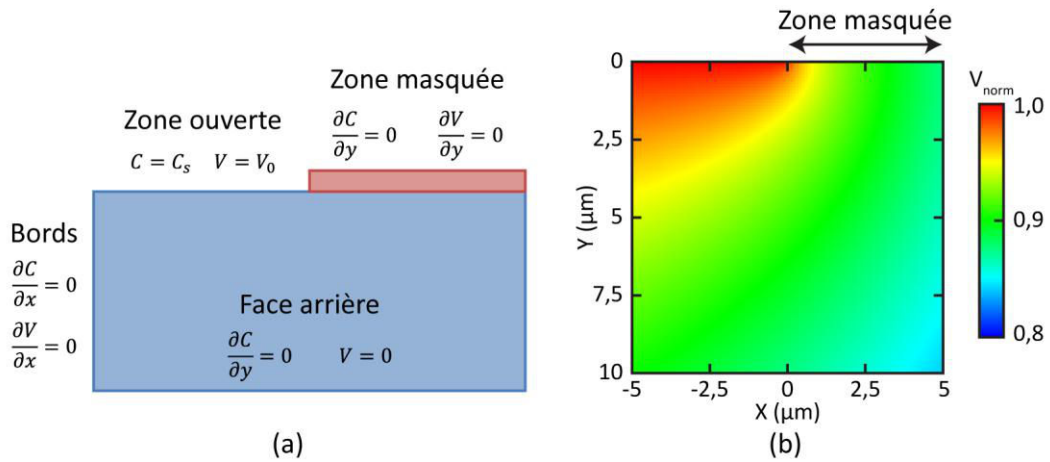 Zone ouverte
C = C_s V = V_0
Zone masquée
∂C/∂y = 0 ∂V/∂y = 0
Bords
∂C/∂x = 0
∂V/∂x = 0
Face arrière
∂C/∂y = 0 V = 0
(a)
Zone masquée
0
2,5
5
7,5
10
Y (µm)
-5 -2,5 0 2,5 5
X (µm)
V_norm
1,0
0,9
0,8
(b)